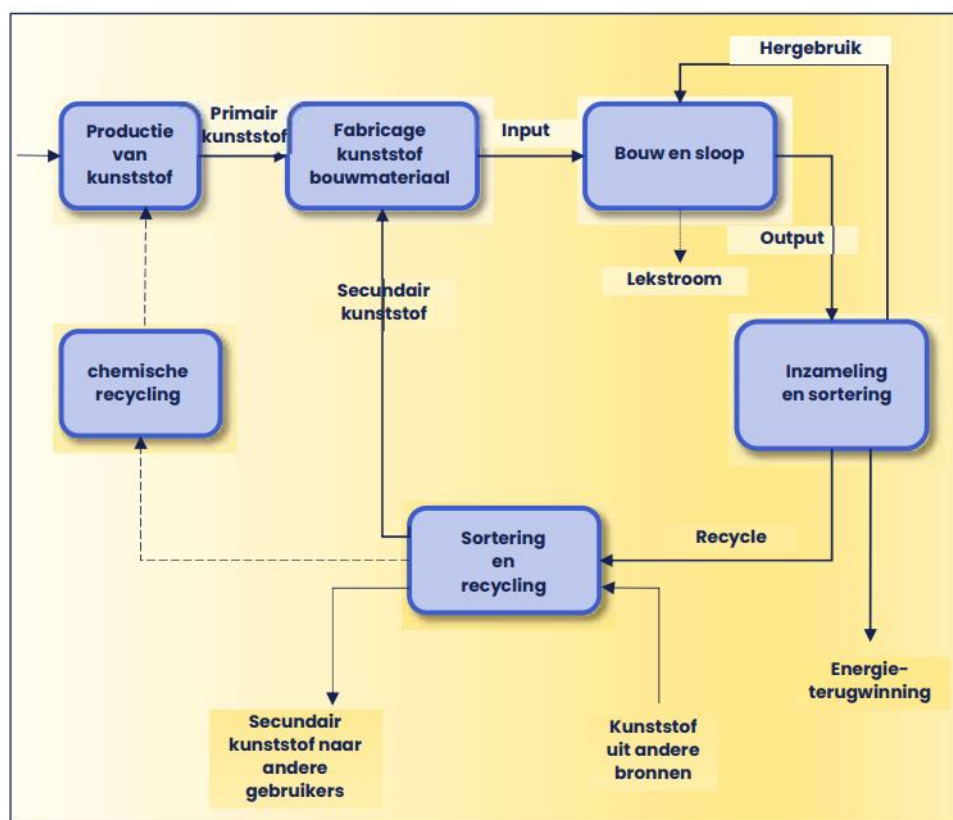 Hergebruik
Productie
van
kunststof
Primair
kunststof
Fabricage
kunststof
bouwmateriaal
Input
Bouw en sloop
Output
Lekstroom
Secundair
kunststof
chemische
recycling
Inzameling
en sortering
Sortering
en
recycling
Recycle
Energie-
terugwinning
Secundair
kunststof naar
andere
gebruikers
Kunststof
uit andere
bronnen